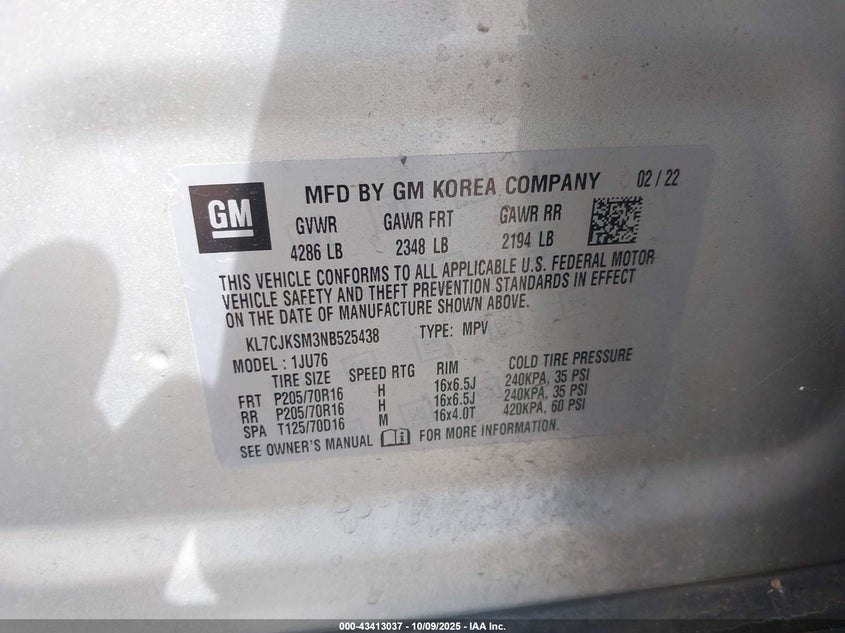 GM
MFD BY GM KOREA COMPANY 02 / 22
GVWR GAWR FRT GAWR RR
4286 LB 2348 LB 2194 LB
THIS VEHICLE CONFORMS TO ALL APPLICABLE U.S. FEDERAL MOTOR
VEHICLE SAFETY AND THEFT PREVENTION STANDARDS IN EFFECT
ON THE DATE OF MANUFACTURE SHOWN ABOVE.
KL7CJKSM3NB525438 TYPE: MPV
MODEL : 1JU76
TIRE SIZE SPEED RTG RIM COLD TIRE PRESSURE
FRT P205/70R16 H 16x6.5J 240KPA, 35 PSI
RR P205/70R16 H 16x6.5J 240KPA, 35 PSI
SPA T125/70D16 M 16x4.0T 420KPA, 60 PSI
SEE OWNER'S MANUAL FOR MORE INFORMATION.
000-43413037 - 10/09/2025 - IAA Inc.